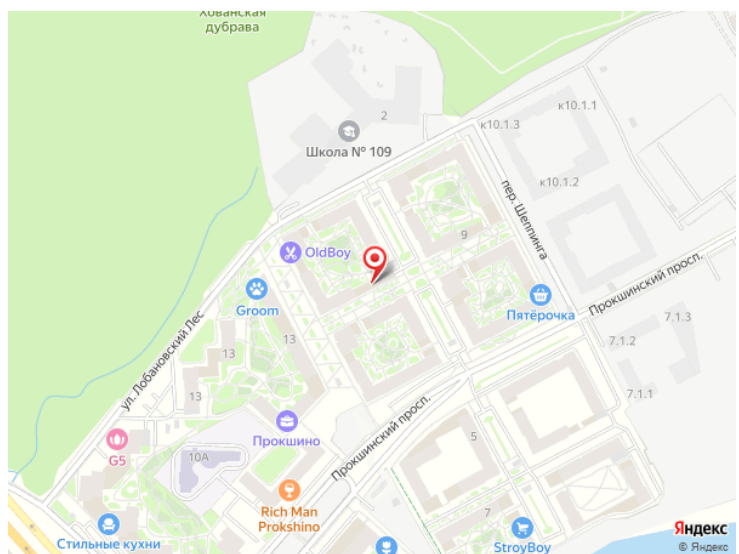 Хованская
дубрава
2
Школа № 109
к10.1.1
к10.1.3
к10.1.2
пер. Шеппинга
9
OldBoy
Groom
Пятёрочка
Прокшинский просп.
7.1.3
7.1.2
7.1.1
ул. Лобановский Лес
13
13
13
Прокшино
Прокшинский просп.
G5
10А
5
Rich Man
Prokshino
7
Стильные кухни
StroyBoy
Яндекс
© Яндекс